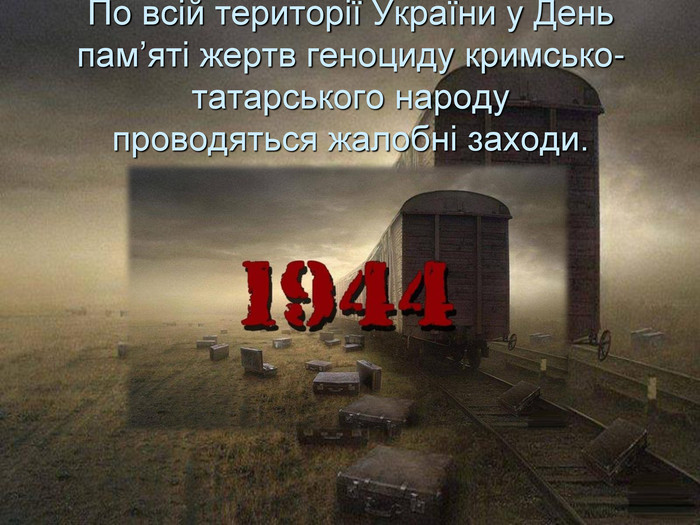 По всій території України у День
пам’яті жертв геноциду кримсько-
татарського народу
проводяться жалобні заходи.
1944